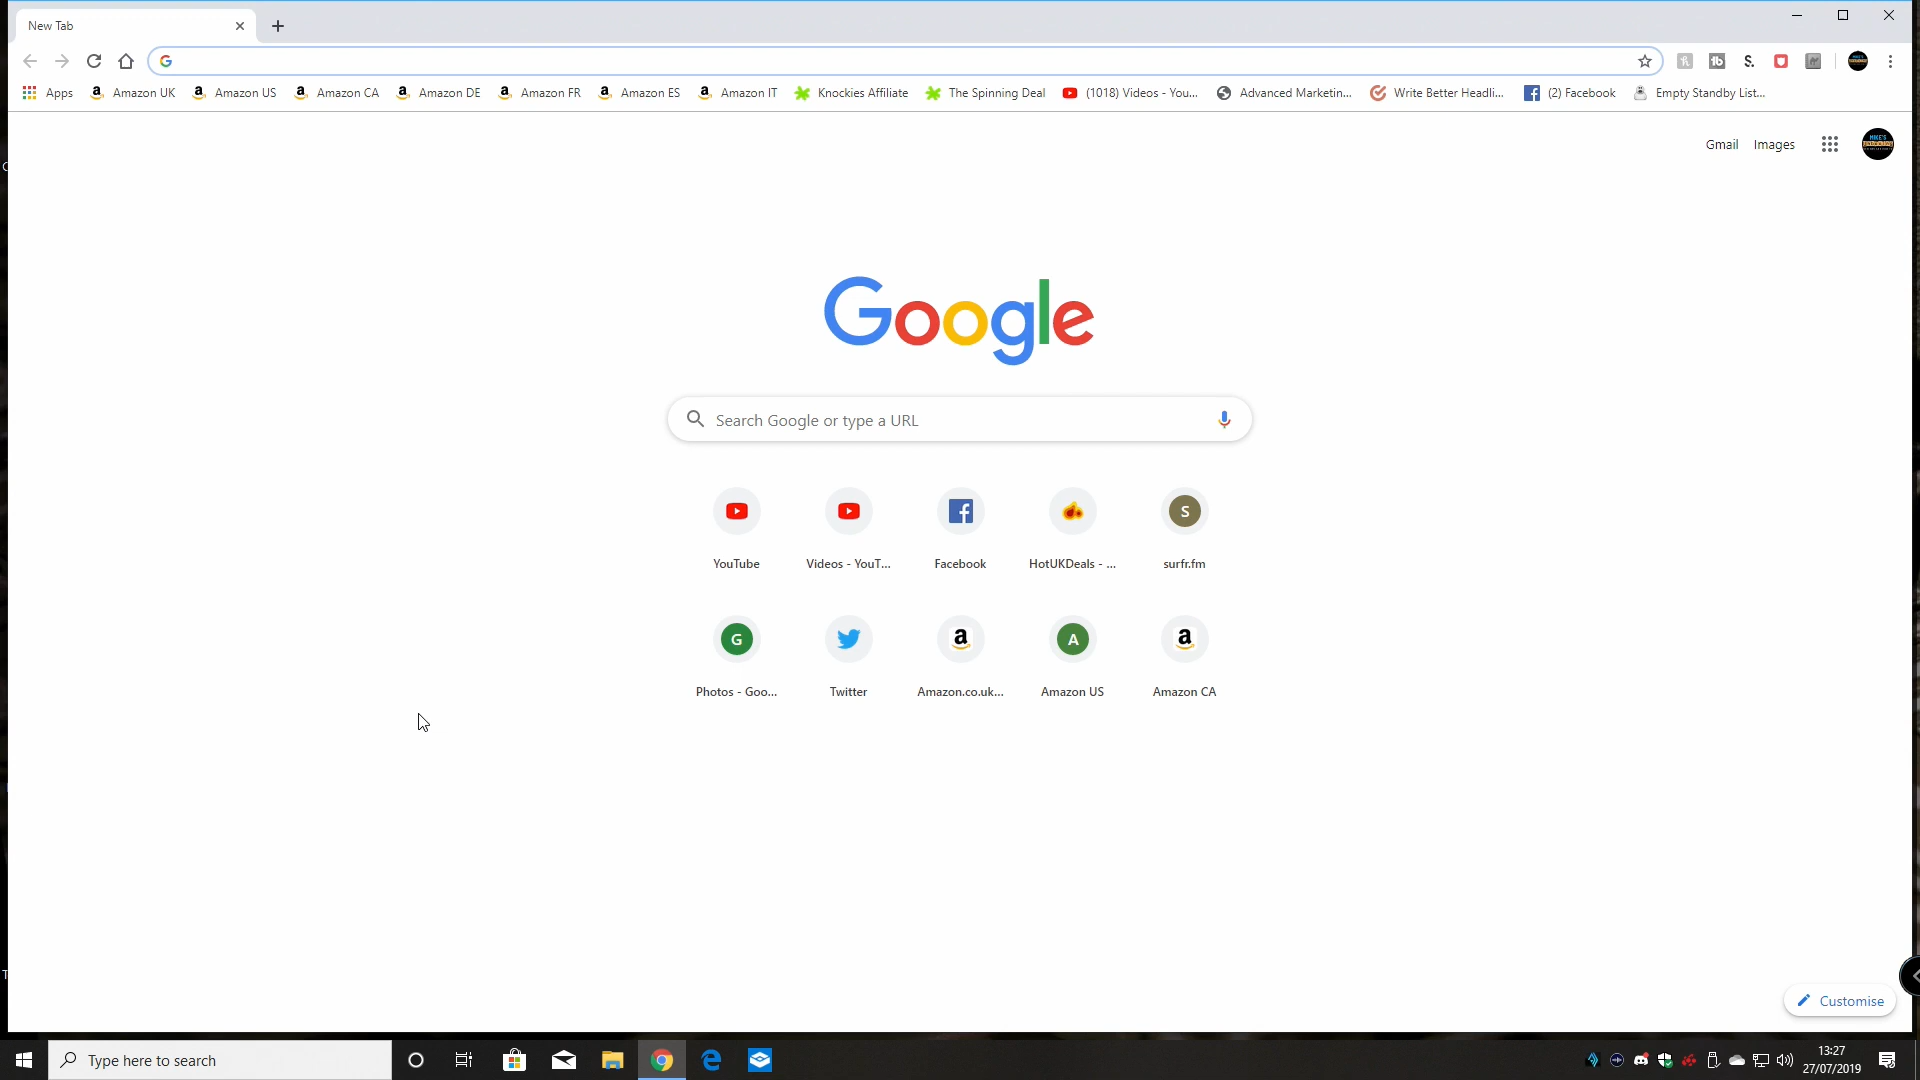 New Tab
Apps Amazon UK Amazon US Amazon CA Amazon DE Amazon FR Amazon ES Amazon IT Knockies Affiliate The Spinning Deal (1018) Videos - You... Advanced Marketin... Write Better Headli... (2) Facebook Empty Standby List...
Gmail Images
MIKE'S
Google
Search Google or type a URL
S
YouTube Videos - YouT... Facebook HotUKDeals - ... surfr.fm
G a A a
Photos - Goo... Twitter Amazon.co.uk... Amazon US Amazon CA
Customise
Type here to search
13:27
27/07/2019